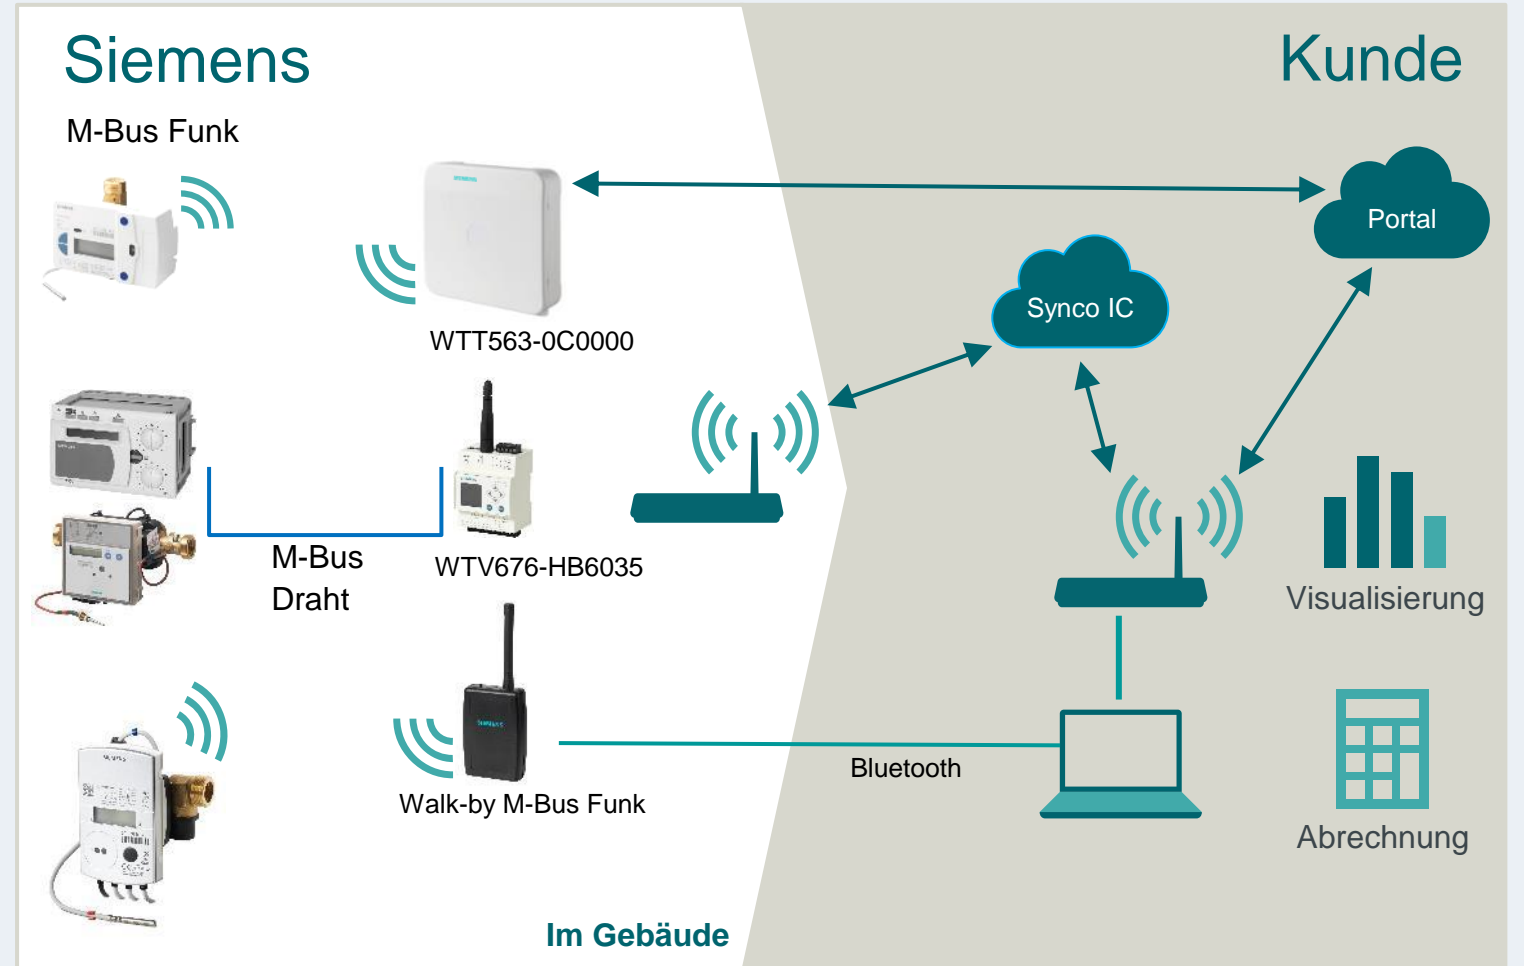 Siemens
Kunde
M-Bus Funk
Portal
Synco IC
WTT563-0C0000
M-Bus
Draht
WTV676-HB6035
Visualisierung
SIEMENS
Bluetooth
Walk-by M-Bus Funk
Abrechnung
Im Gebäude